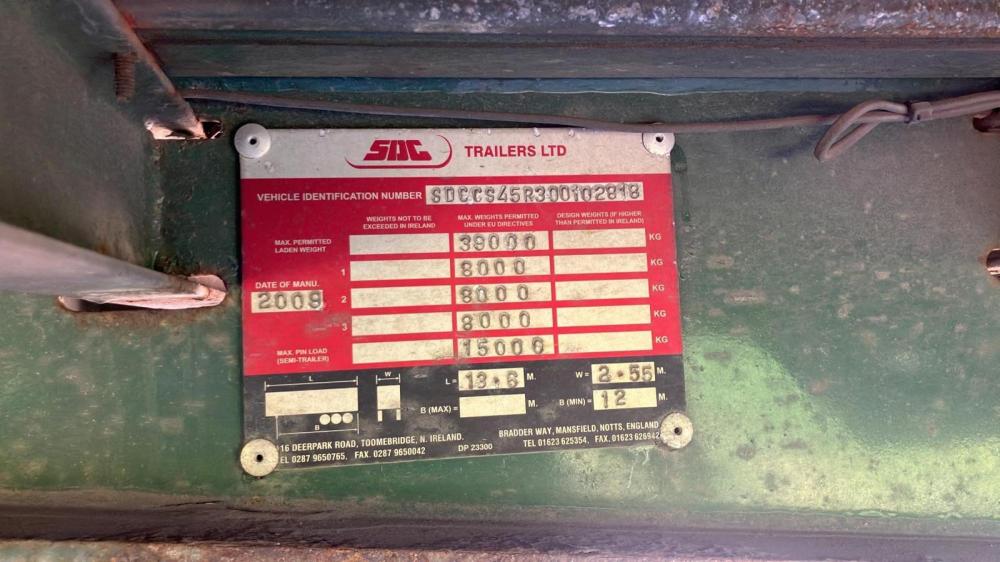 SDC TRAILERS LTD
VEHICLE IDENTIFICATION NUMBER SDCCS45R300102818
WEIGHTS NOT TO BE EXCEEDED IN IRELAND
MAX. WEIGHTS PERMITTED UNDER EU DIRECTIVES
DESIGN WEIGHTS (IF HIGHER THAN PERMITTED IN IRELAND)
MAX. PERMITTED LADEN WEIGHT 39000 KG
1 8000 KG
DATE OF MANU.
2009 2 8000 KG
3 8000 KG
MAX. PIN LOAD (SEMI-TRAILER) 15000 KG
L W L = 13.6 M. W = 2.55 M.
B B (MAX) = M. B (MIN) = 12 M.
16 DEERPARK ROAD, TOOMEBRIDGE, N. IRELAND. BRADDER WAY, MANSFIELD, NOTTS, ENGLAND
EL 0287 9650765. FAX. 0287 9650042 DP 23300 TEL 01623 625354, FAX. 01623 626942